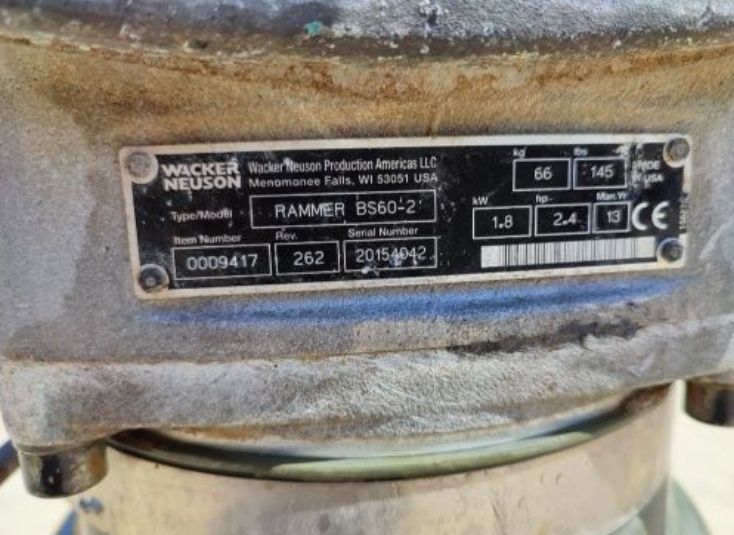 WACKER
NEUSON
Wacker Neuson Production Americas LLC
Menomonee Falls, WI 53051 USA
kg lbs
66 145
Type/Model RAMMER BS60-2
kW hp Man.Yr.
1.8 2.4 13 CE
Item Number Rev. Serial Number
0009417 262 20154042